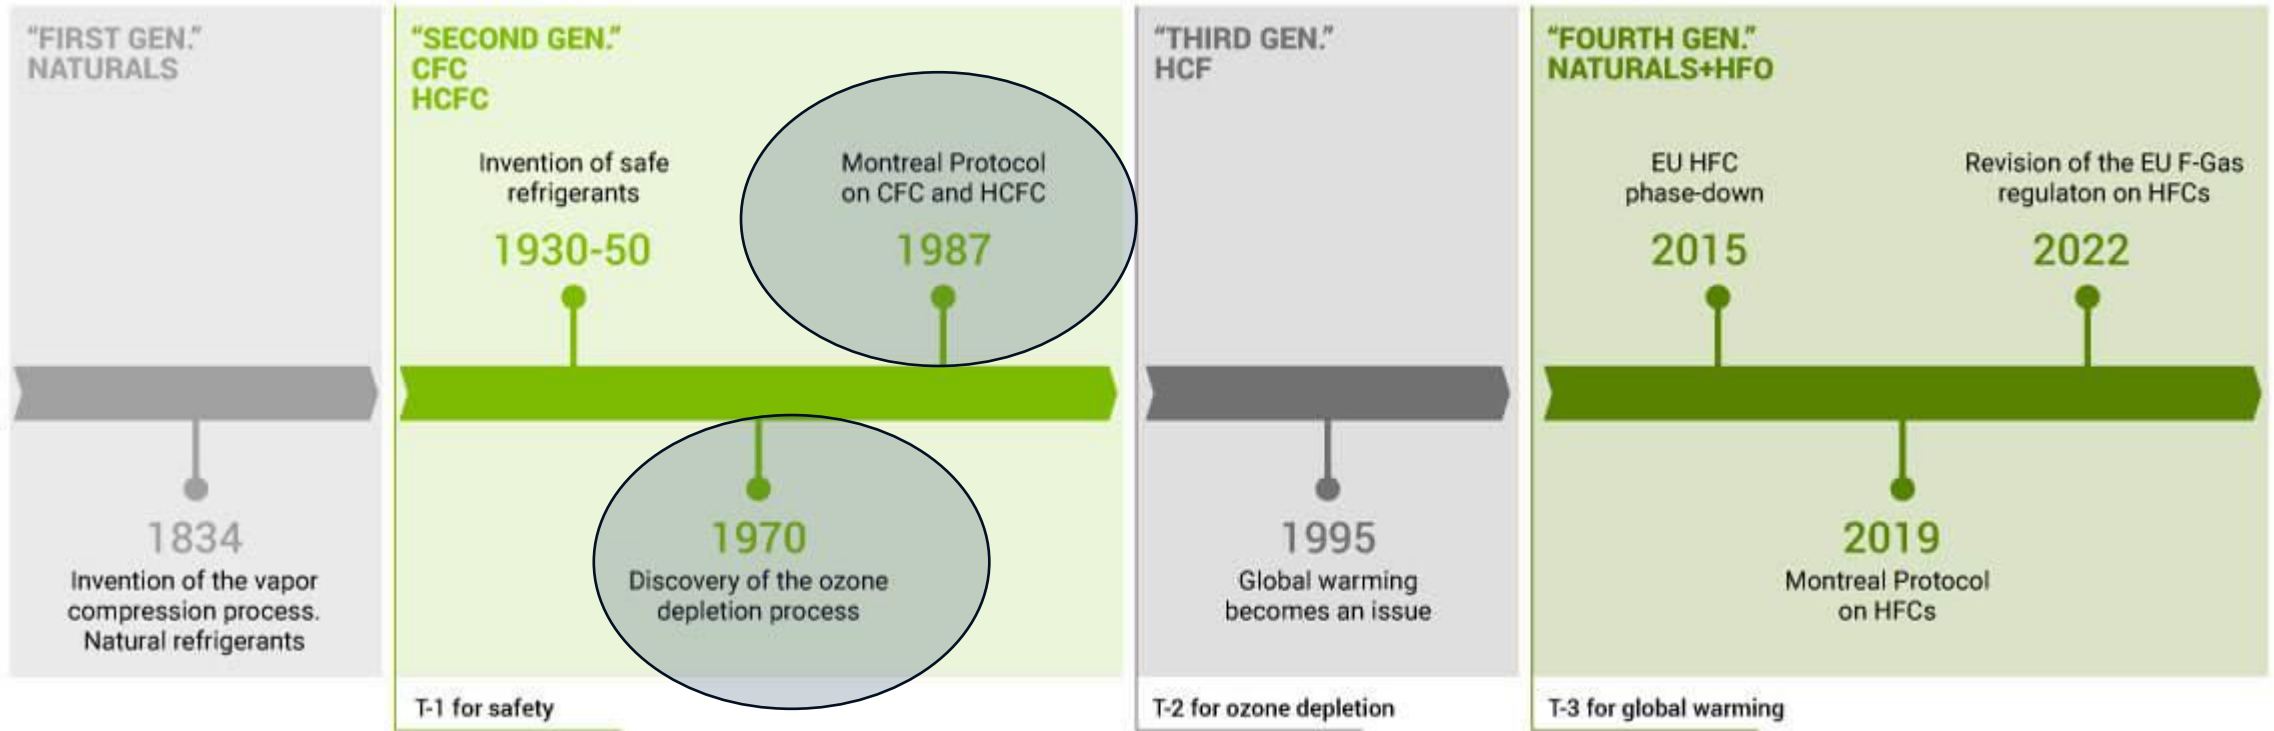 “FIRST GEN.”
NATURALS
1834
Invention of the vapor
compression process.
Natural refrigerants
“SECOND GEN.”
CFC
HCFC
Invention of safe
refrigerants
1930-50
Montreal Protocol
on CFC and HCFC
1987
1970
Discovery of the ozone
depletion process
T-1 for safety
“THIRD GEN.”
HCF
1995
Global warming
becomes an issue
T-2 for ozone depletion
“FOURTH GEN.”
NATURALS+HFO
EU HFC
phase-down
2015
Revision of the EU F-Gas
regulaton on HFCs
2022
2019
Montreal Protocol
on HFCs
T-3 for global warming